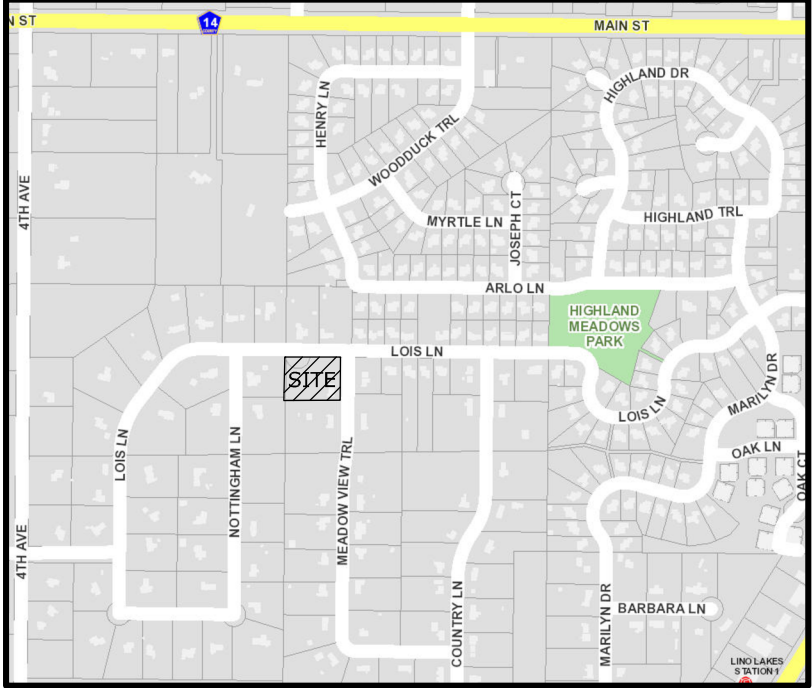 N ST
14
COUNTY
MAIN ST
HIGHLAND DR
HENRY LN
WOODDUCK TRL
4TH AVE
MYRTLE LN
JOSEPH CT
HIGHLAND TRL
ARLO LN
HIGHLAND
MEADOWS
PARK
LOIS LN
SITE
LOIS LN
MARILYN DR
LOIS LN
NOTTINGHAM LN
MEADOW VIEW TRL
OAK LN
OAK CT
4TH AVE
COUNTRY LN
MARILYN DR
BARBARA LN
LINO LAKES
STATION 1